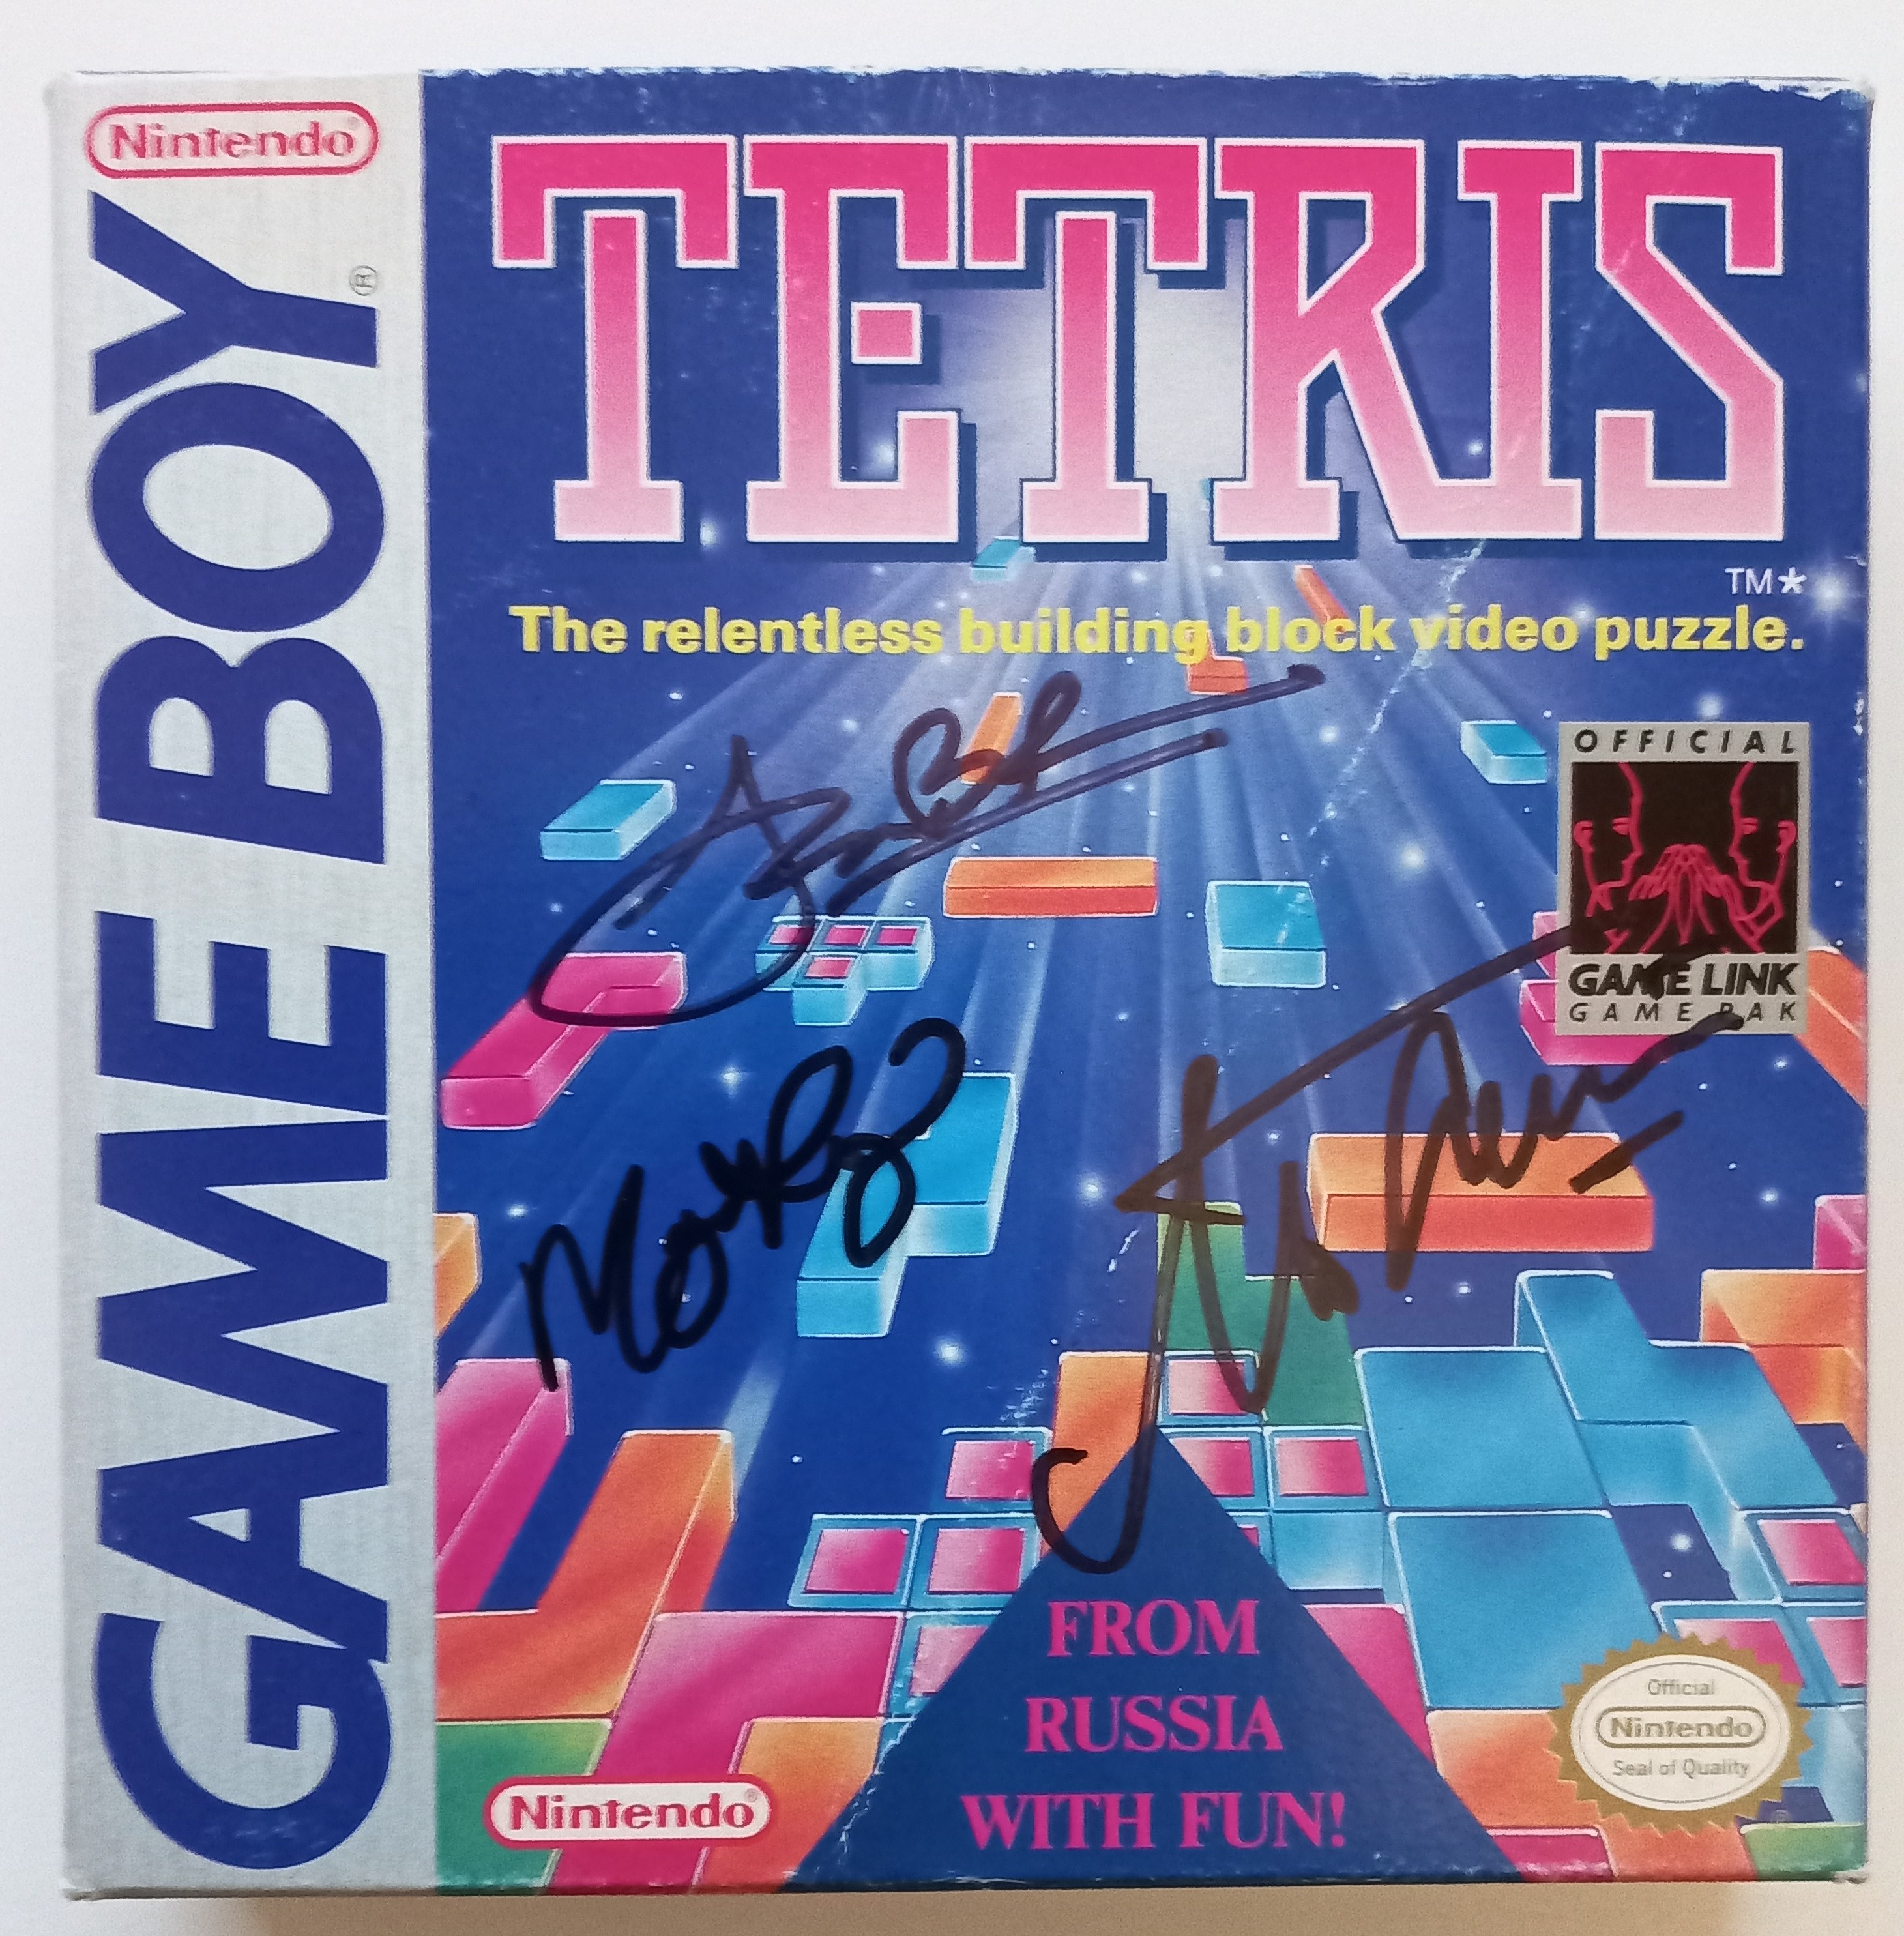 Nintendo®
GAME BOY®
TETRIS
TM*
The relentless building block video puzzle.
OFFICIAL
GAME LINK
GAME PAK
FROM
RUSSIA
WITH FUN!
Nintendo®
Official
Nintendo
Seal of Quality